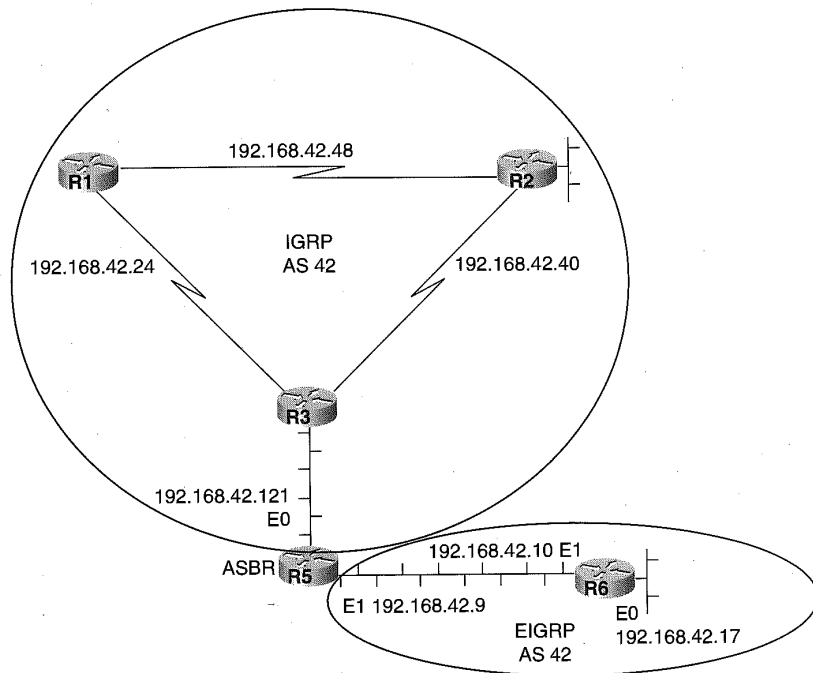 192.168.42.48
R1
R2
IGRP
AS 42
192.168.42.24
192.168.42.40
R3
192.168.42.121
E0
ASBR
R5
192.168.42.10 E1
R6
E1 192.168.42.9
E0
192.168.42.17
EIGRP
AS 42